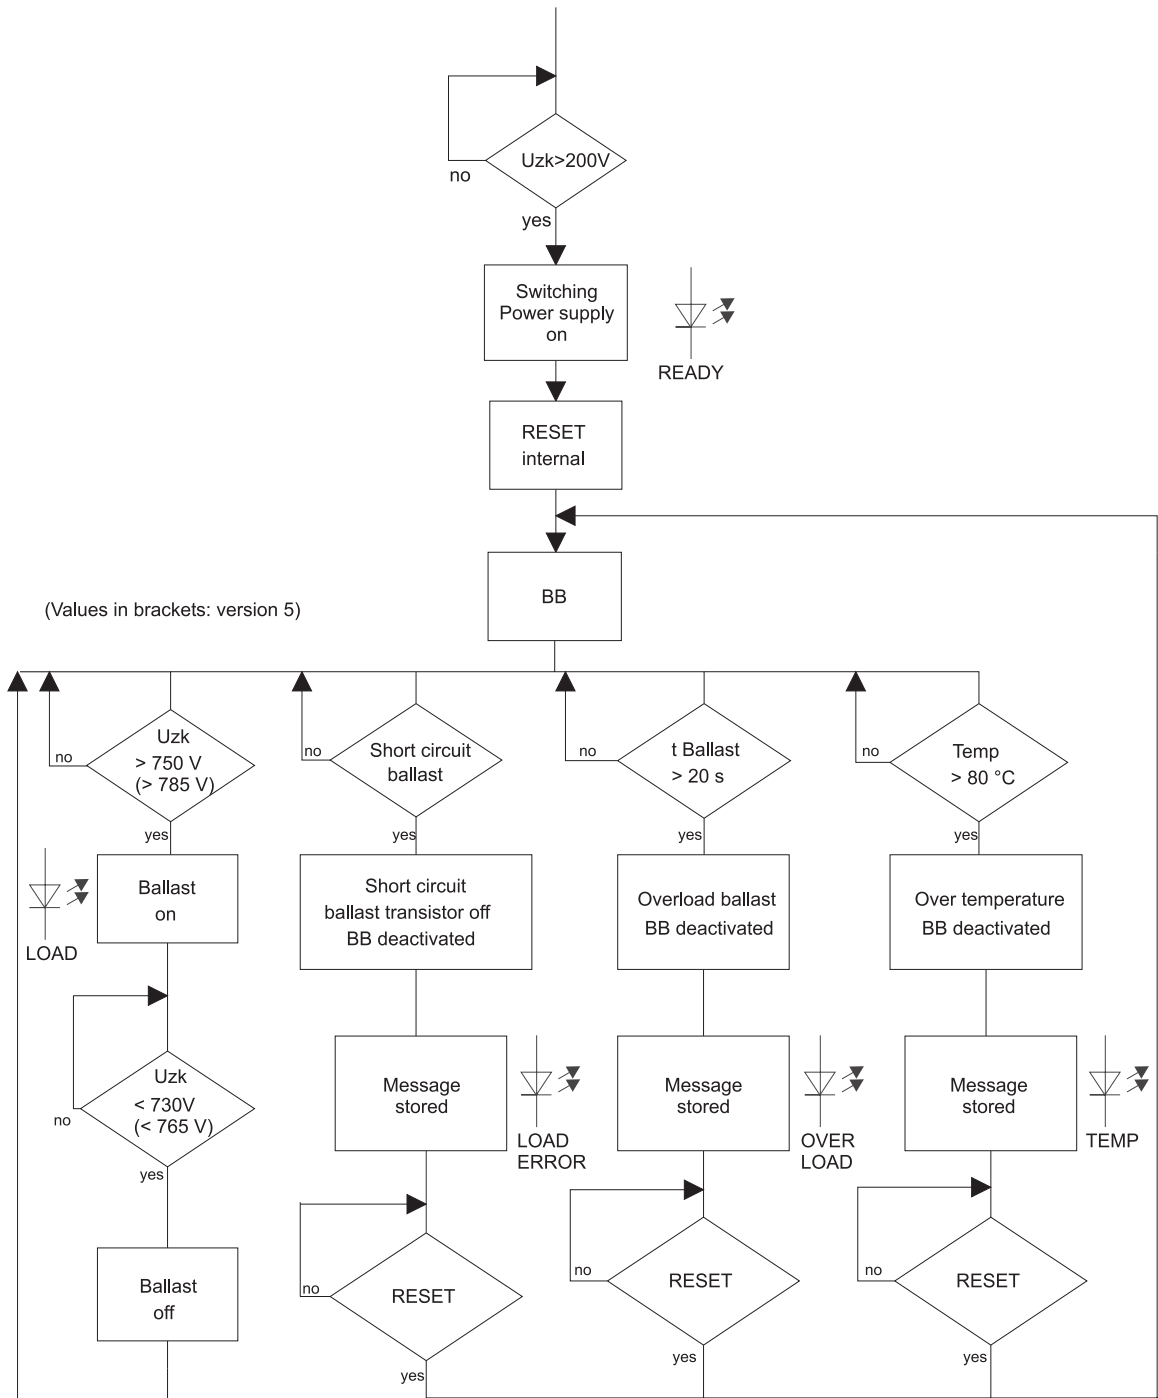 Uzk>200V
no
yes
Switching
Power supply
on
READY
RESET
internal
BB
(Values in brackets: version 5)
Uzk
> 750 V
(> 785 V)
no
yes
Short circuit
ballast
no
yes
t Ballast
> 20 s
no
yes
Temp
> 80 °C
no
yes
LOAD
Ballast
on
Short circuit
ballast transistor off
BB deactivated
Overload ballast
BB deactivated
Over temperature
BB deactivated
Uzk
< 730V
(< 765 V)
no
yes
Message
stored
LOAD
ERROR
Message
stored
OVER
LOAD
Message
stored
TEMP
Ballast
off
RESET
no
yes
RESET
no
yes
RESET
no
yes